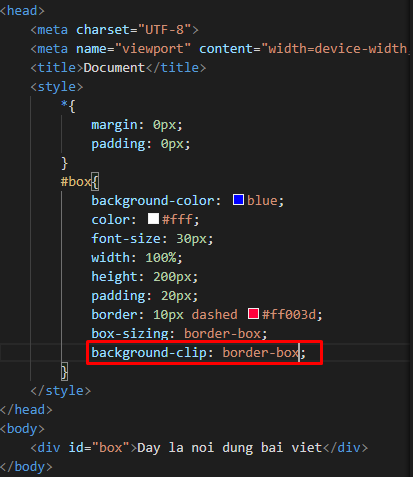 <head>
<meta charset="UTF-8">
<meta name="viewport" content="width=device-width,
<title>Document</title>
<style>
*{
margin: 0px;
padding: 0px;
}
#box{
background-color: blue;
color: #fff;
font-size: 30px;
width: 100%;
height: 200px;
padding: 20px;
border: 10px dashed #ff003d;
box-sizing: border-box;
background-clip: border-box;
}
</style>
</head>
<body>
<div id="box">Day la noi dung bai viet</div>
</body>